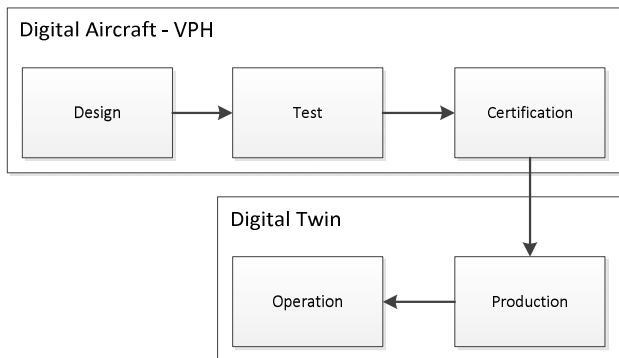 Digital Aircraft - VPH
Design
Test
Certification
Digital Twin
Operation
Production